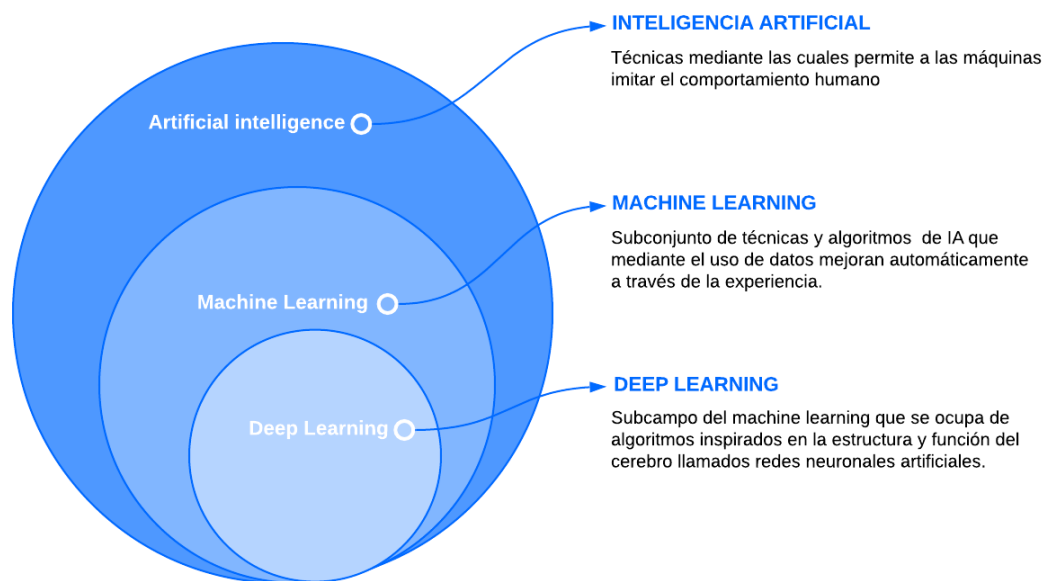 INTELIGENCIA ARTIFICIAL
Técnicas mediante las cuales permite a las máquinas
imitar el comportamiento humano
Artificial intelligence
MACHINE LEARNING
Subconjunto de técnicas y algoritmos  de IA que
mediante el uso de datos mejoran automáticamente
a través de la experiencia.
Machine Learning
DEEP LEARNING
Subcampo del machine learning que se ocupa de
algoritmos inspirados en la estructura y función del
cerebro llamados redes neuronales artificiales.
Deep Learning